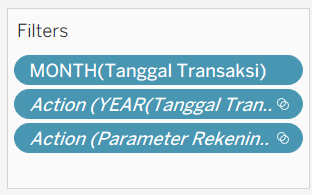 Filters
MONTH(Tanggal Transaksi)
Action (YEAR(Tanggal Tran..
Action (Parameter Rekenin..